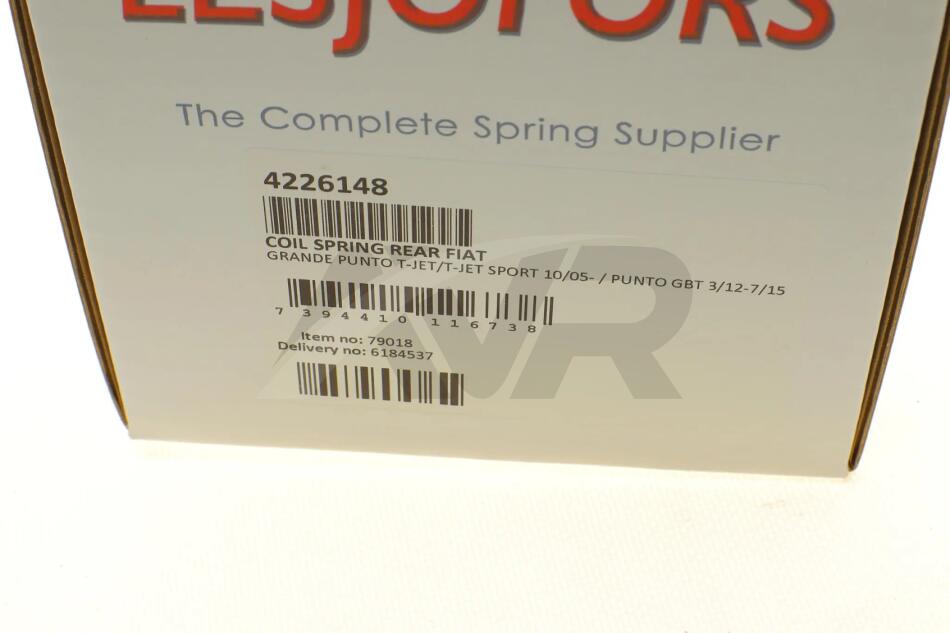 LESJÖFORS
The Complete Spring Supplier
4226148
COIL SPRING REAR FIAT
GRANDE PUNTO T-JET/T-JET SPORT 10/05- / PUNTO GBT 3/12-7/15
7 394410 116738
Item no: 79018
Delivery no: 6184537